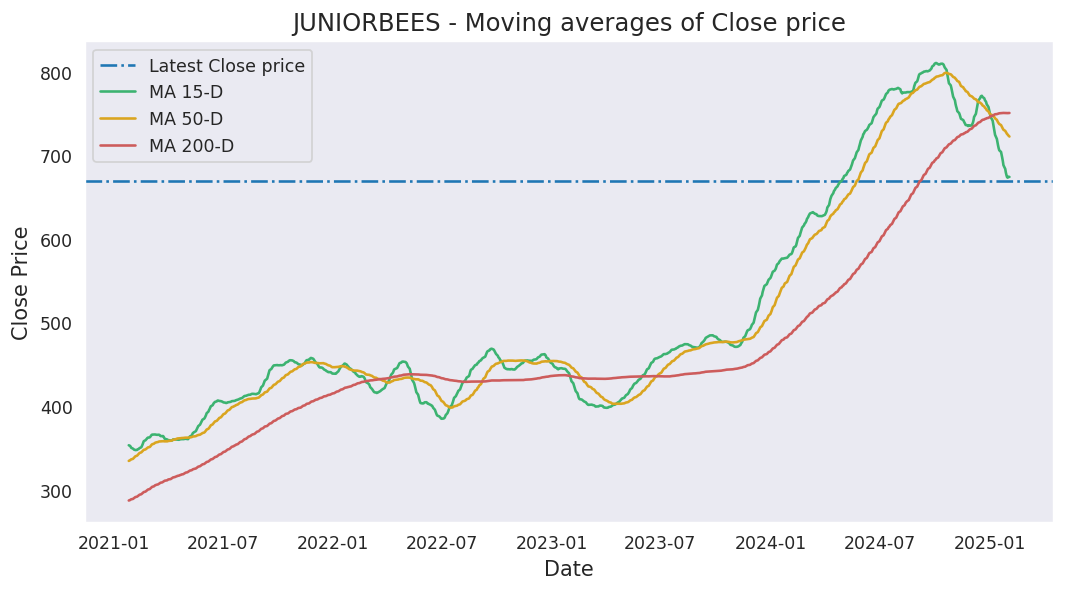 JUNIORBEES - Moving averages of Close price
Latest Close price
MA 15-D
MA 50-D
MA 200-D
800
700
600
500
400
300
Close Price
2021-01 2021-07 2022-01 2022-07 2023-01 2023-07 2024-01 2024-07 2025-01
Date